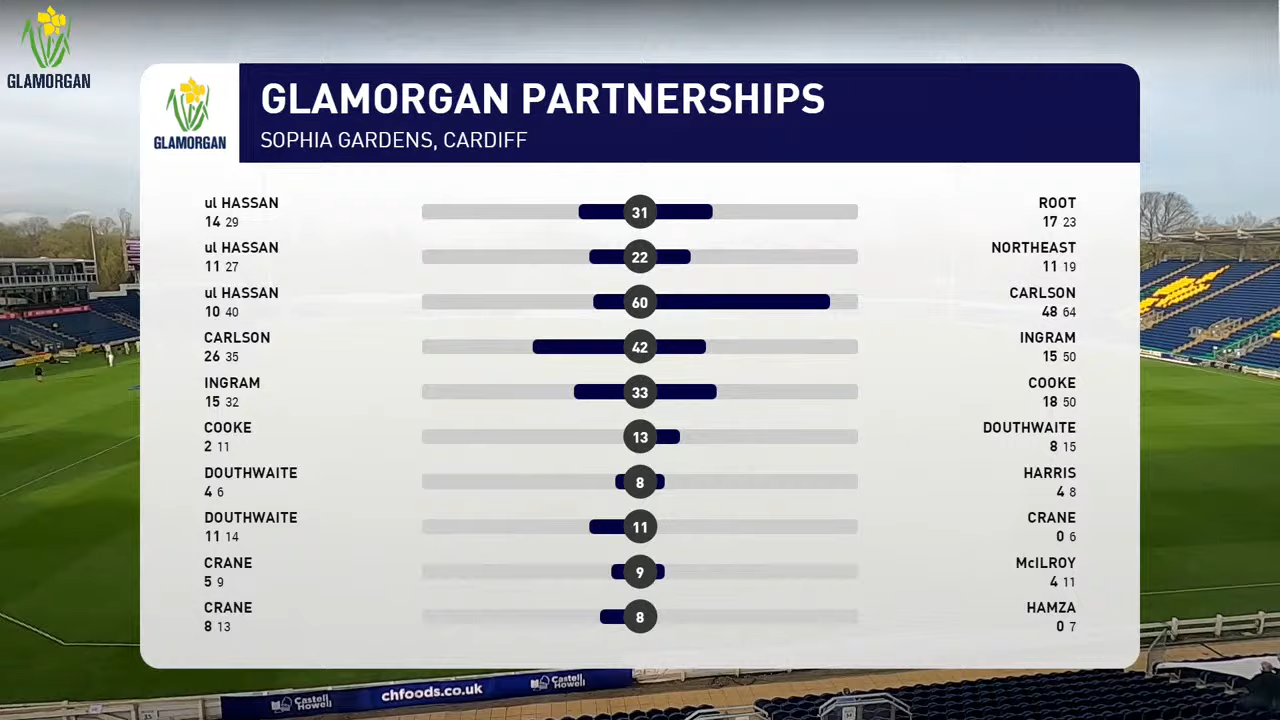 GLAMORGAN
GLAMORGAN
GLAMORGAN PARTNERSHIPS
SOPHIA GARDENS, CARDIFF
ul HASSAN 31 ROOT
14 29 17 23
ul HASSAN 22 NORTHEAST
11 27 11 19
ul HASSAN 60 CARLSON
10 40 48 64
CARLSON 42 INGRAM
26 35 15 50
INGRAM 33 COOKE
15 32 18 50
COOKE 13 DOUTHWAITE
2 11 8 15
DOUTHWAITE 8 HARRIS
4 6 4 8
DOUTHWAITE 11 CRANE
11 14 0 6
CRANE 9 McILROY
5 9 4 11
CRANE 8 HAMZA
8 13 0 7
Castell Howell
chfoods.co.uk
Castell Howell